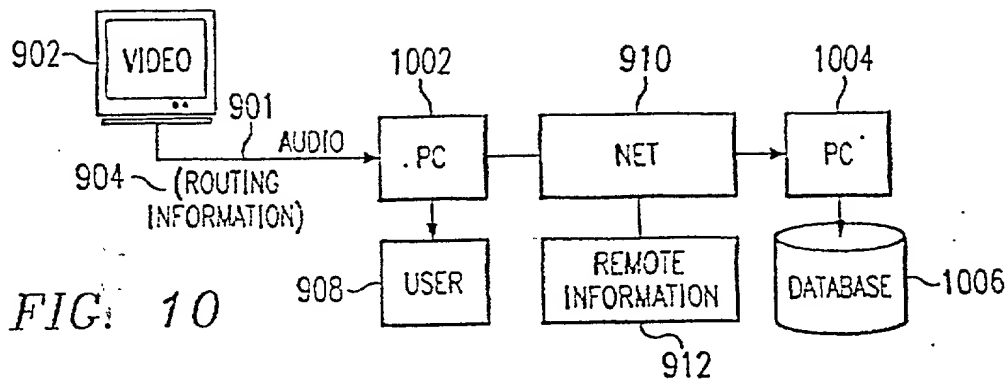 902
VIDEO
901
AUDIO
904
(ROUTING
INFORMATION)
1002
. PC
910
NET
1004
PC
908
USER
REMOTE
INFORMATION
912
DATABASE
1006
FIG. 10